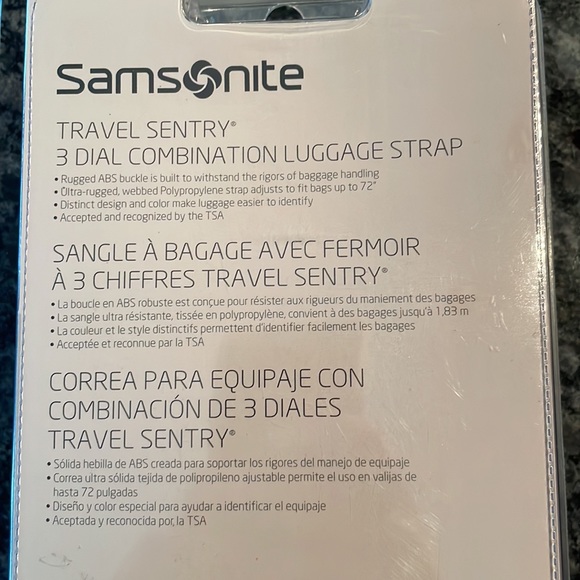 Samsonite
TRAVEL SENTRY®
3 DIAL COMBINATION LUGGAGE STRAP
• Rugged ABS buckle is built to withstand the rigors of baggage handling
• Ultra-rugged, webbed Polypropylene strap adjusts to fit bags up to 72"
• Distinct design and color make luggage easier to identify
• Accepted and recognized by the TSA
SANGLE À BAGAGE AVEC FERMOIR
À 3 CHIFFRES TRAVEL SENTRY®
• La boucle en ABS robuste est conçue pour résister aux rigueurs du maniement des bagages
• La sangle ultra résistante, tissée en polypropylène, convient à des bagages jusqu'à 1,83 m
• La couleur et le style distinctifs permettent d'identifier facilement les bagages
• Acceptée et reconnue par la TSA
CORREA PARA EQUIPAJE CON
COMBINACIÓN DE 3 DIALES
TRAVEL SENTRY®
• Sólida hebilla de ABS creada para soportar los rigores del manejo de equipaje
• Correa ultra sólida tejida de polipropileno ajustable permite el uso en valijas de
hasta 72 pulgadas
• Diseño y color especial para ayudar a identificar el equipaje
• Aceptada y reconocida por la TSA